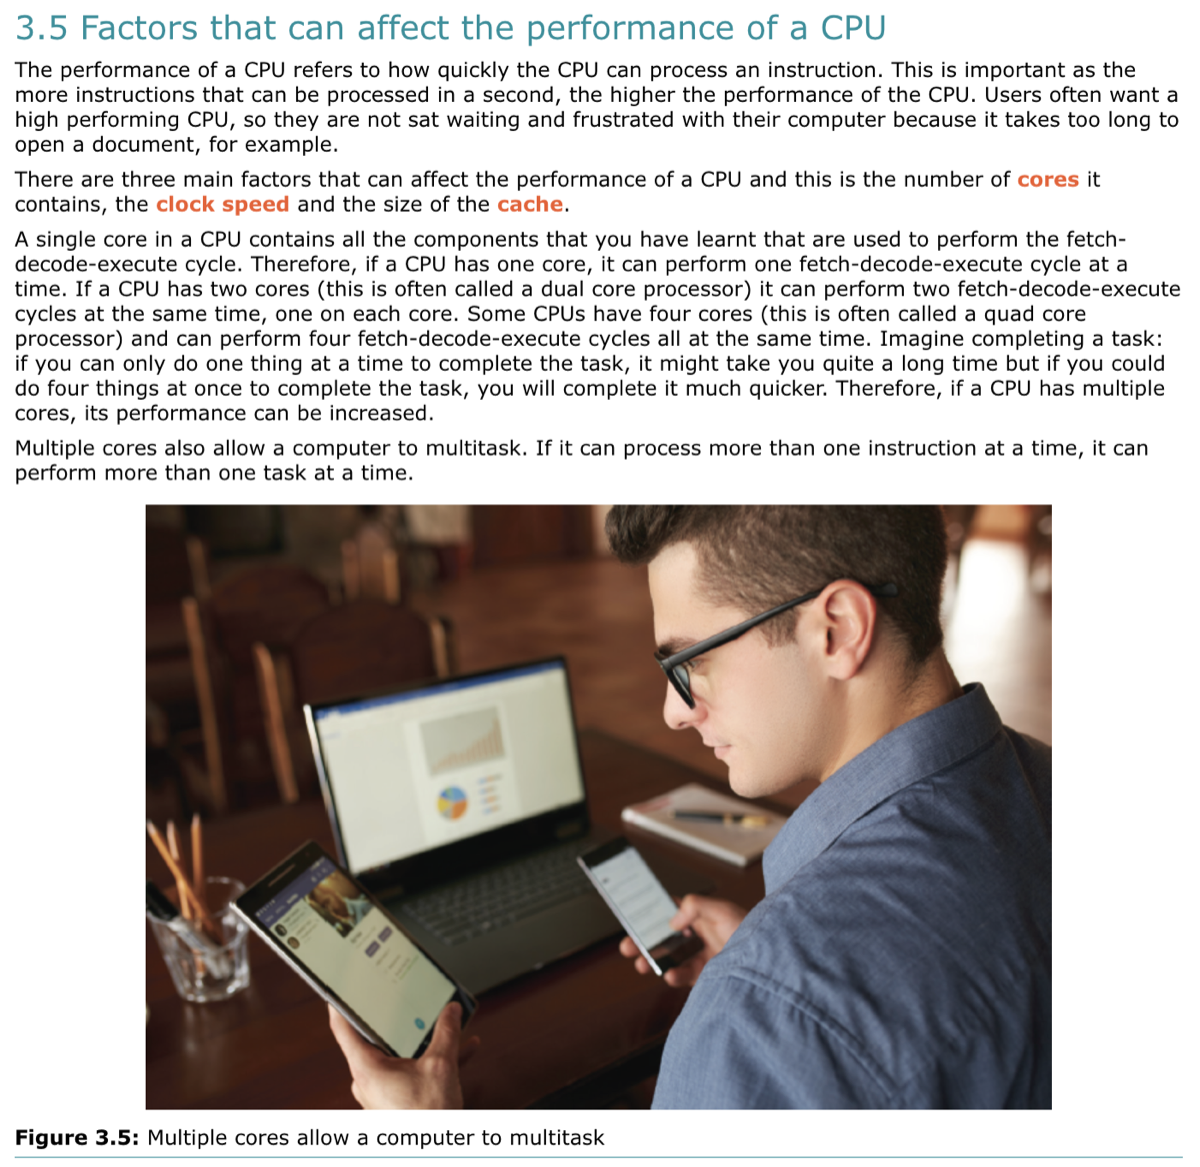 3.5 Factors that can affect the performance of a CPU
The performance of a CPU refers to how quickly the CPU can process an instruction. This is important as the
more instructions that can be processed in a second, the higher the performance of the CPU. Users often want a
high performing CPU, so they are not sat waiting and frustrated with their computer because it takes too long to
open a document, for example.
There are three main factors that can affect the performance of a CPU and this is the number of cores it
contains, the clock speed and the size of the cache.
A single core in a CPU contains all the components that you have learnt that are used to perform the fetch-
decode-execute cycle. Therefore, if a CPU has one core, it can perform one fetch-decode-execute cycle at a
time. If a CPU has two cores (this is often called a dual core processor) it can perform two fetch-decode-execute
cycles at the same time, one on each core. Some CPUs have four cores (this is often called a quad core
processor) and can perform four fetch-decode-execute cycles all at the same time. Imagine completing a task:
if you can only do one thing at a time to complete the task, it might take you quite a long time but if you could
do four things at once to complete the task, you will complete it much quicker. Therefore, if a CPU has multiple
cores, its performance can be increased.
Multiple cores also allow a computer to multitask. If it can process more than one instruction at a time, it can
perform more than one task at a time.
Figure 3.5: Multiple cores allow a computer to multitask